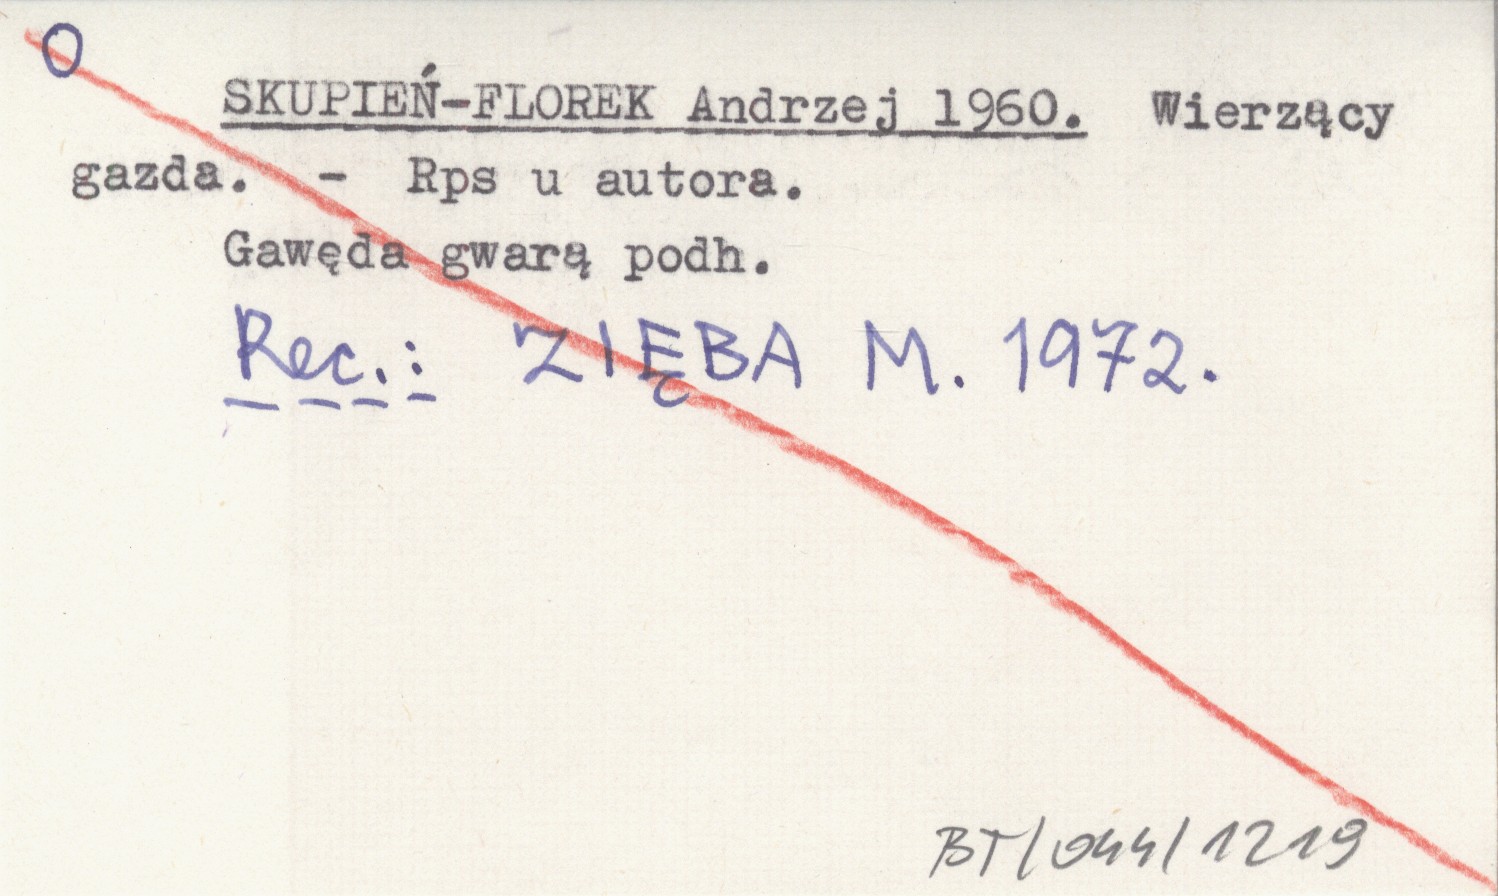 O
SKUPIEŃ-FLOREK Andrzej 1960. Wierzący
gazda. - Rps u autora.
Gawęda gwarą podh.
Rec.: ZIĘBA M. 1972.
BT/044/1219